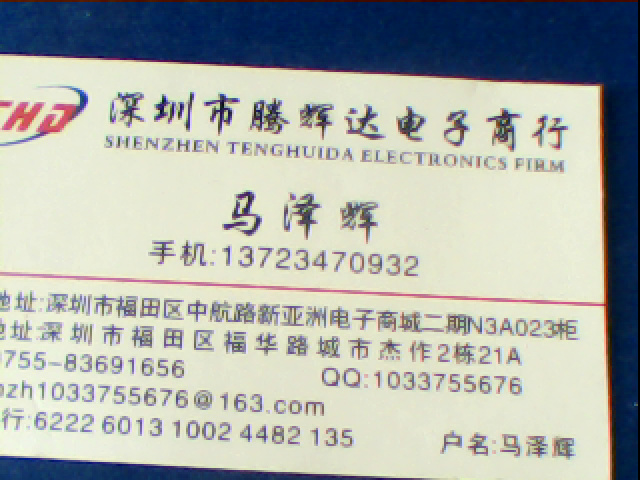 THD
深圳市腾辉达电子商行
SHENZHEN TENGHUIDA ELECTRONICS FIRM
马泽辉
手机:13723470932
地址:深圳市福田区中航路新亚洲电子商城二期N3A023柜
地址:深圳市福田区福华路城市杰作2栋21A
0755-83691656 QQ:1033755676
mzh1033755676@163.com
行:6222 6013 1002 4482 135 户名:马泽辉